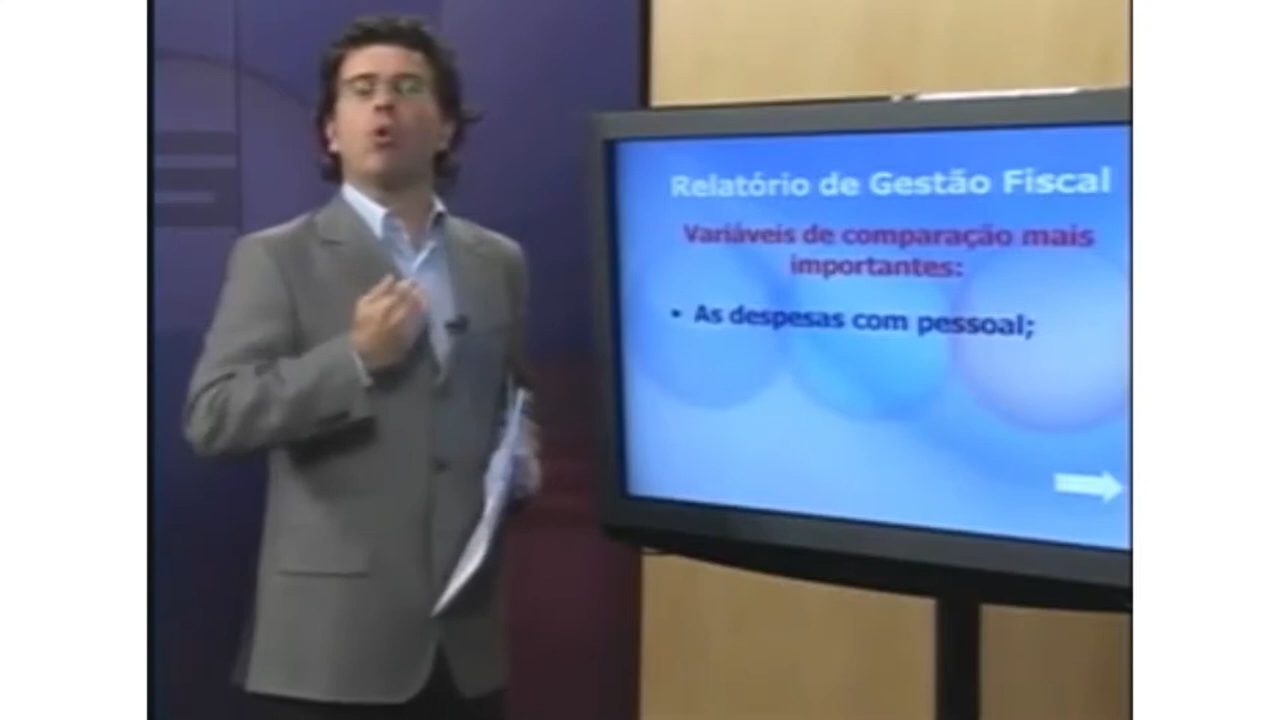 Relatório de Gestão Fiscal
Variáveis de comparação mais
importantes:
• As despesas com pessoal;